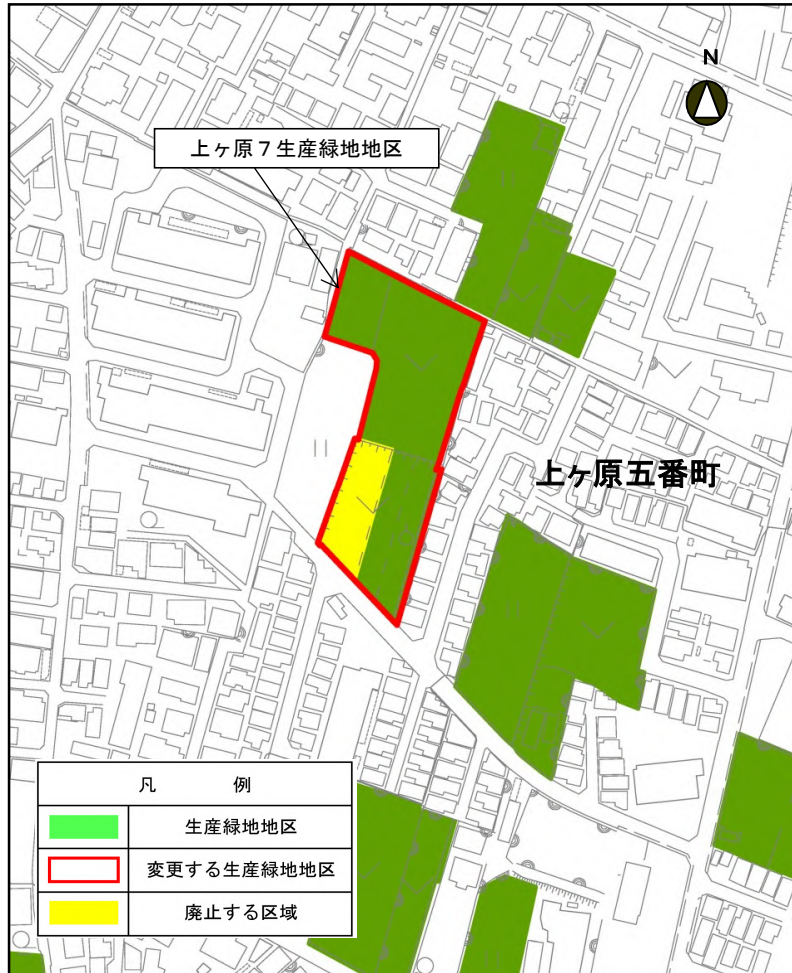 N
上ヶ原７生産緑地地区
上ヶ原五番町
凡　例
生産緑地地区
変更する生産緑地地区
廃止する区域